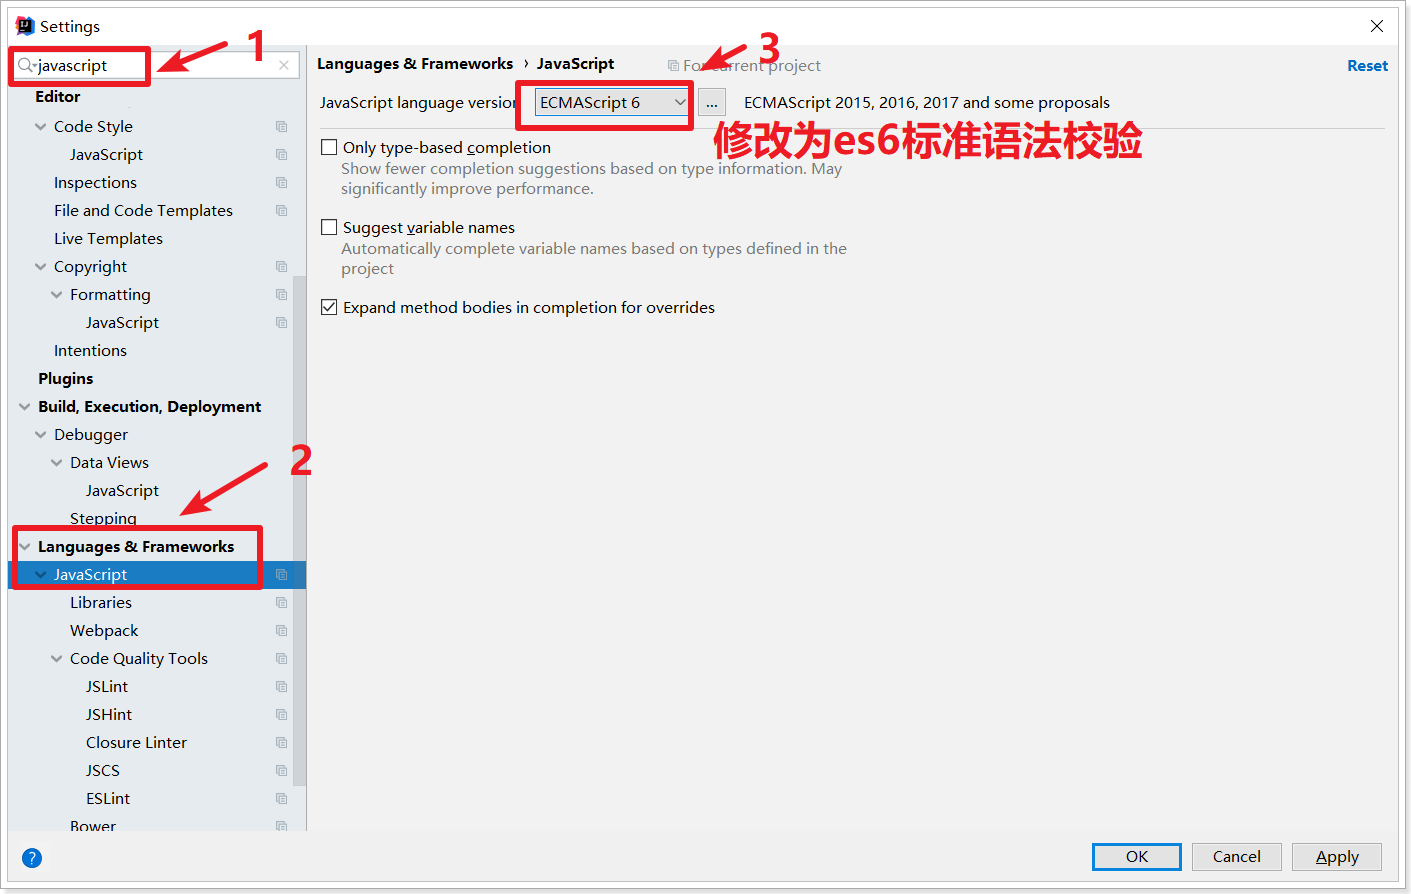 Settings
1
3
javascript
Languages & Frameworks › JavaScript
For current project
Reset
Editor
JavaScript language version
ECMAScript 6
...
ECMAScript 2015, 2016, 2017 and some proposals
修改为es6标准语法校验
Code Style
JavaScript
Inspections
File and Code Templates
Live Templates
Copyright
Formatting
JavaScript
Intentions
Plugins
Build, Execution, Deployment
Debugger
Data Views
JavaScript
Stepping
2
Languages & Frameworks
JavaScript
Libraries
Webpack
Code Quality Tools
JSLint
JSHint
Closure Linter
JSCS
ESLint
Bower
Only type-based completion
Show fewer completion suggestions based on type information. May
significantly improve performance.
Suggest variable names
Automatically complete variable names based on types defined in the
project
Expand method bodies in completion for overrides
?
OK
Cancel
Apply